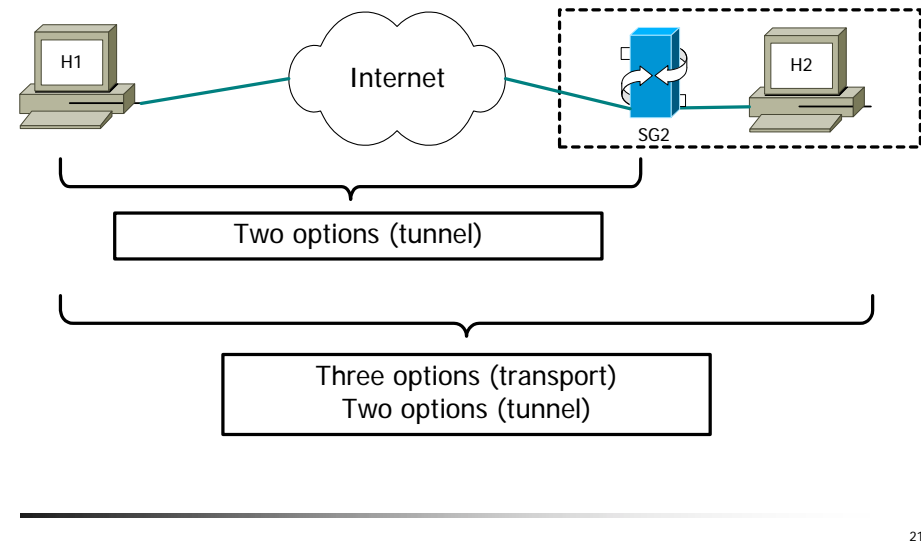 H1
Internet
H2
SG2
Two options (tunnel)
Three options (transport)
Two options (tunnel)
21